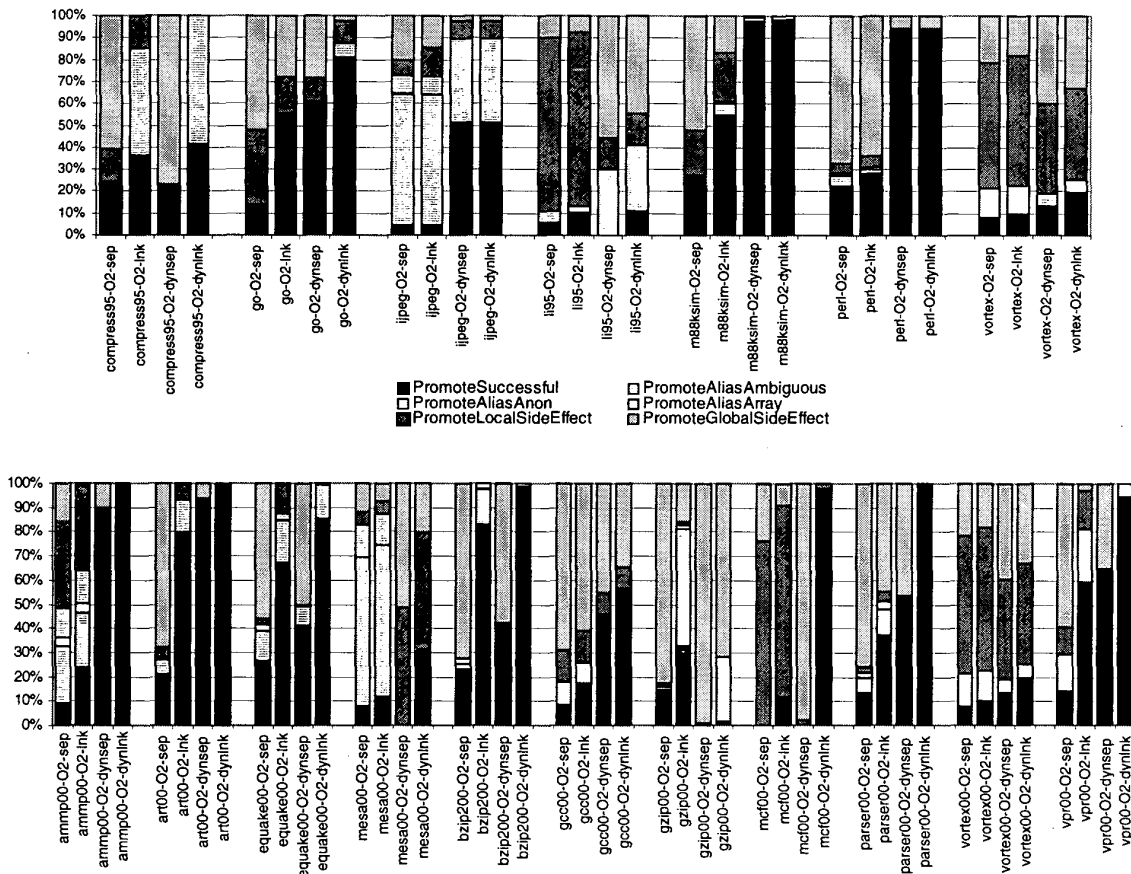 100%
90%
80%
70%
60%
50%
40%
30%
20%
10%
0%
compress95-O2-sep
compress95-O2-lnk
compress95-O2-dynsep
compress95-O2-dynlnk
go-O2-sep
go-O2-lnk
go-O2-dynsep
go-O2-dynlnk
ijpeg-O2-sep
ijpeg-O2-lnk
ijpeg-O2-dynsep
ijpeg-O2-dynlnk
li95-O2-sep
li95-O2-lnk
li95-O2-dynsep
li95-O2-dynlnk
m88ksim-O2-sep
m88ksim-O2-lnk
m88ksim-O2-dynsep
m88ksim-O2-dynlnk
perl-O2-sep
perl-O2-lnk
perl-O2-dynsep
perl-O2-dynlnk
vortex-O2-sep
vortex-O2-lnk
vortex-O2-dynsep
vortex-O2-dynlnk
PromoteSuccessful
PromoteAliasAmbiguous
PromoteAliasAnon
PromoteAliasArray
PromoteLocalSideEffect
PromoteGlobalSideEffect
100%
90%
80%
70%
60%
50%
40%
30%
20%
10%
0%
ammp00-O2-sep
ammp00-O2-lnk
ammp00-O2-dynsep
ammp00-O2-dynlnk
art00-O2-sep
art00-O2-lnk
art00-O2-dynsep
art00-O2-dynlnk
equake00-O2-sep
equake00-O2-lnk
equake00-O2-dynsep
equake00-O2-dynlnk
mesa00-O2-sep
mesa00-O2-lnk
mesa00-O2-dynsep
mesa00-O2-dynlnk
bzip200-O2-sep
bzip200-O2-lnk
bzip200-O2-dynsep
bzip200-O2-dynlnk
gcc00-O2-sep
gcc00-O2-lnk
gcc00-O2-dynsep
gcc00-O2-dynlnk
gzip00-O2-sep
gzip00-O2-lnk
gzip00-O2-dynsep
gzip00-O2-dynlnk
mcf00-O2-sep
mcf00-O2-lnk
mcf00-O2-dynsep
mcf00-O2-dynlnk
parser00-O2-sep
parser00-O2-lnk
parser00-O2-dynsep
parser00-O2-dynlnk
vortex00-O2-sep
vortex00-O2-lnk
vortex00-O2-dynsep
vortex00-O2-dynlnk
vpr00-O2-sep
vpr00-O2-lnk
vpr00-O2-dynsep
vpr00-O2-dynlnk